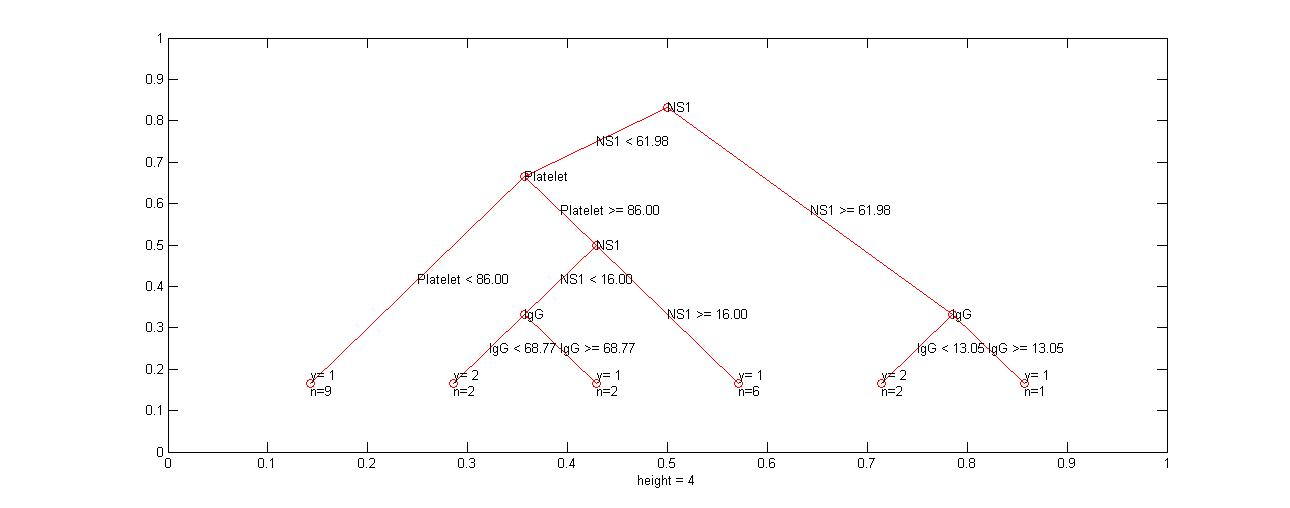 1
0.9
0.8
0.7
0.6
0.5
0.4
0.3
0.2
0.1
0
NS1
NS1 < 61.98
Platelet
Platelet >= 86.00
NS1 >= 61.98
NS1
Platelet < 86.00
NS1 < 16.00
IgG
NS1 >= 16.00
IgG
IgG < 68.77
IgG >= 68.77
IgG < 13.05
IgG >= 13.05
y= 1
n=9
y= 2
n=2
y= 1
n=2
y= 1
n=6
y= 2
n=2
y= 1
n=1
0 0.1 0.2 0.3 0.4 0.5 0.6 0.7 0.8 0.9 1
height = 4